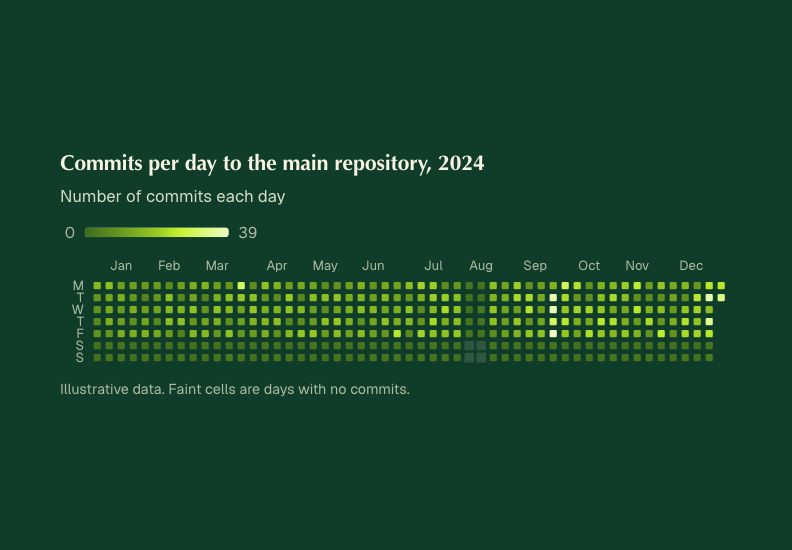 Commits per day to the main repository, 2024
Number of commits each day
0 39
Jan Feb Mar Apr May Jun Jul Aug Sep Oct Nov Dec
M
T
W
T
F
S
S
Illustrative data. Faint cells are days with no commits.